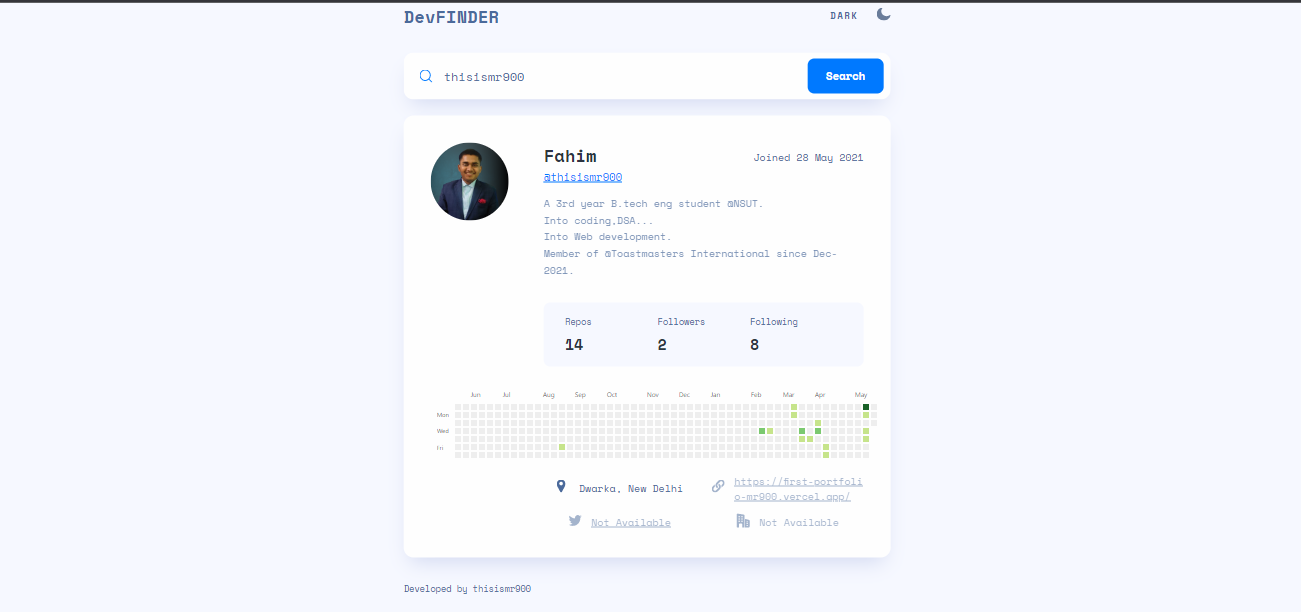 DevFINDER
DARK
thisismr900
Search
Fahim
Joined 28 May 2021
@thisismr900
A 3rd year B.tech eng student @NSUT.
Into coding,DSA...
Into Web development.
Member of @Toastmasters International since Dec-
2021.
Repos
Followers
Following
14
2
8
Jun Jul Aug Sep Oct Nov Dec Jan Feb Mar Apr May
Mon
Wed
Fri
Dwarka, New Delhi
https://first-portfoli
o-mr900.vercel.app/
Not Available
Not Available
Developed by thisismr900